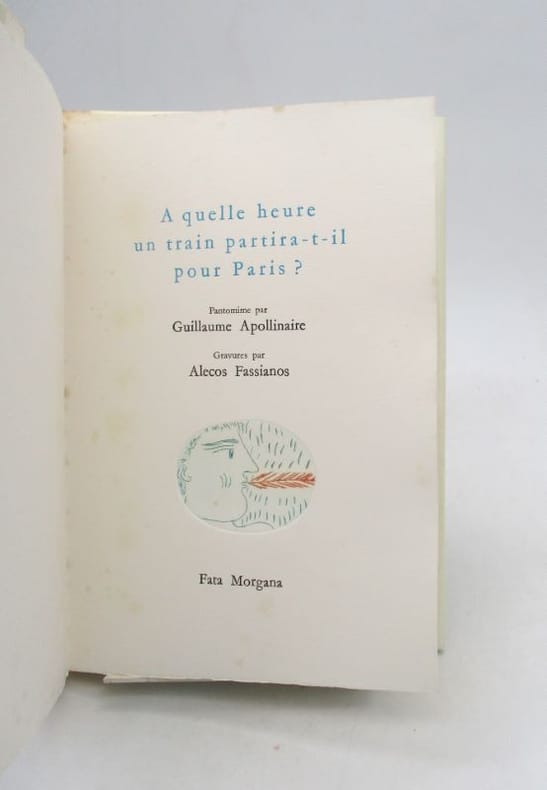 A quelle heure
un train partira-t-il
pour Paris ?
Pantomime par
Guillaume Apollinaire
Gravures par
Alecos Fassianos
Fata Morgana